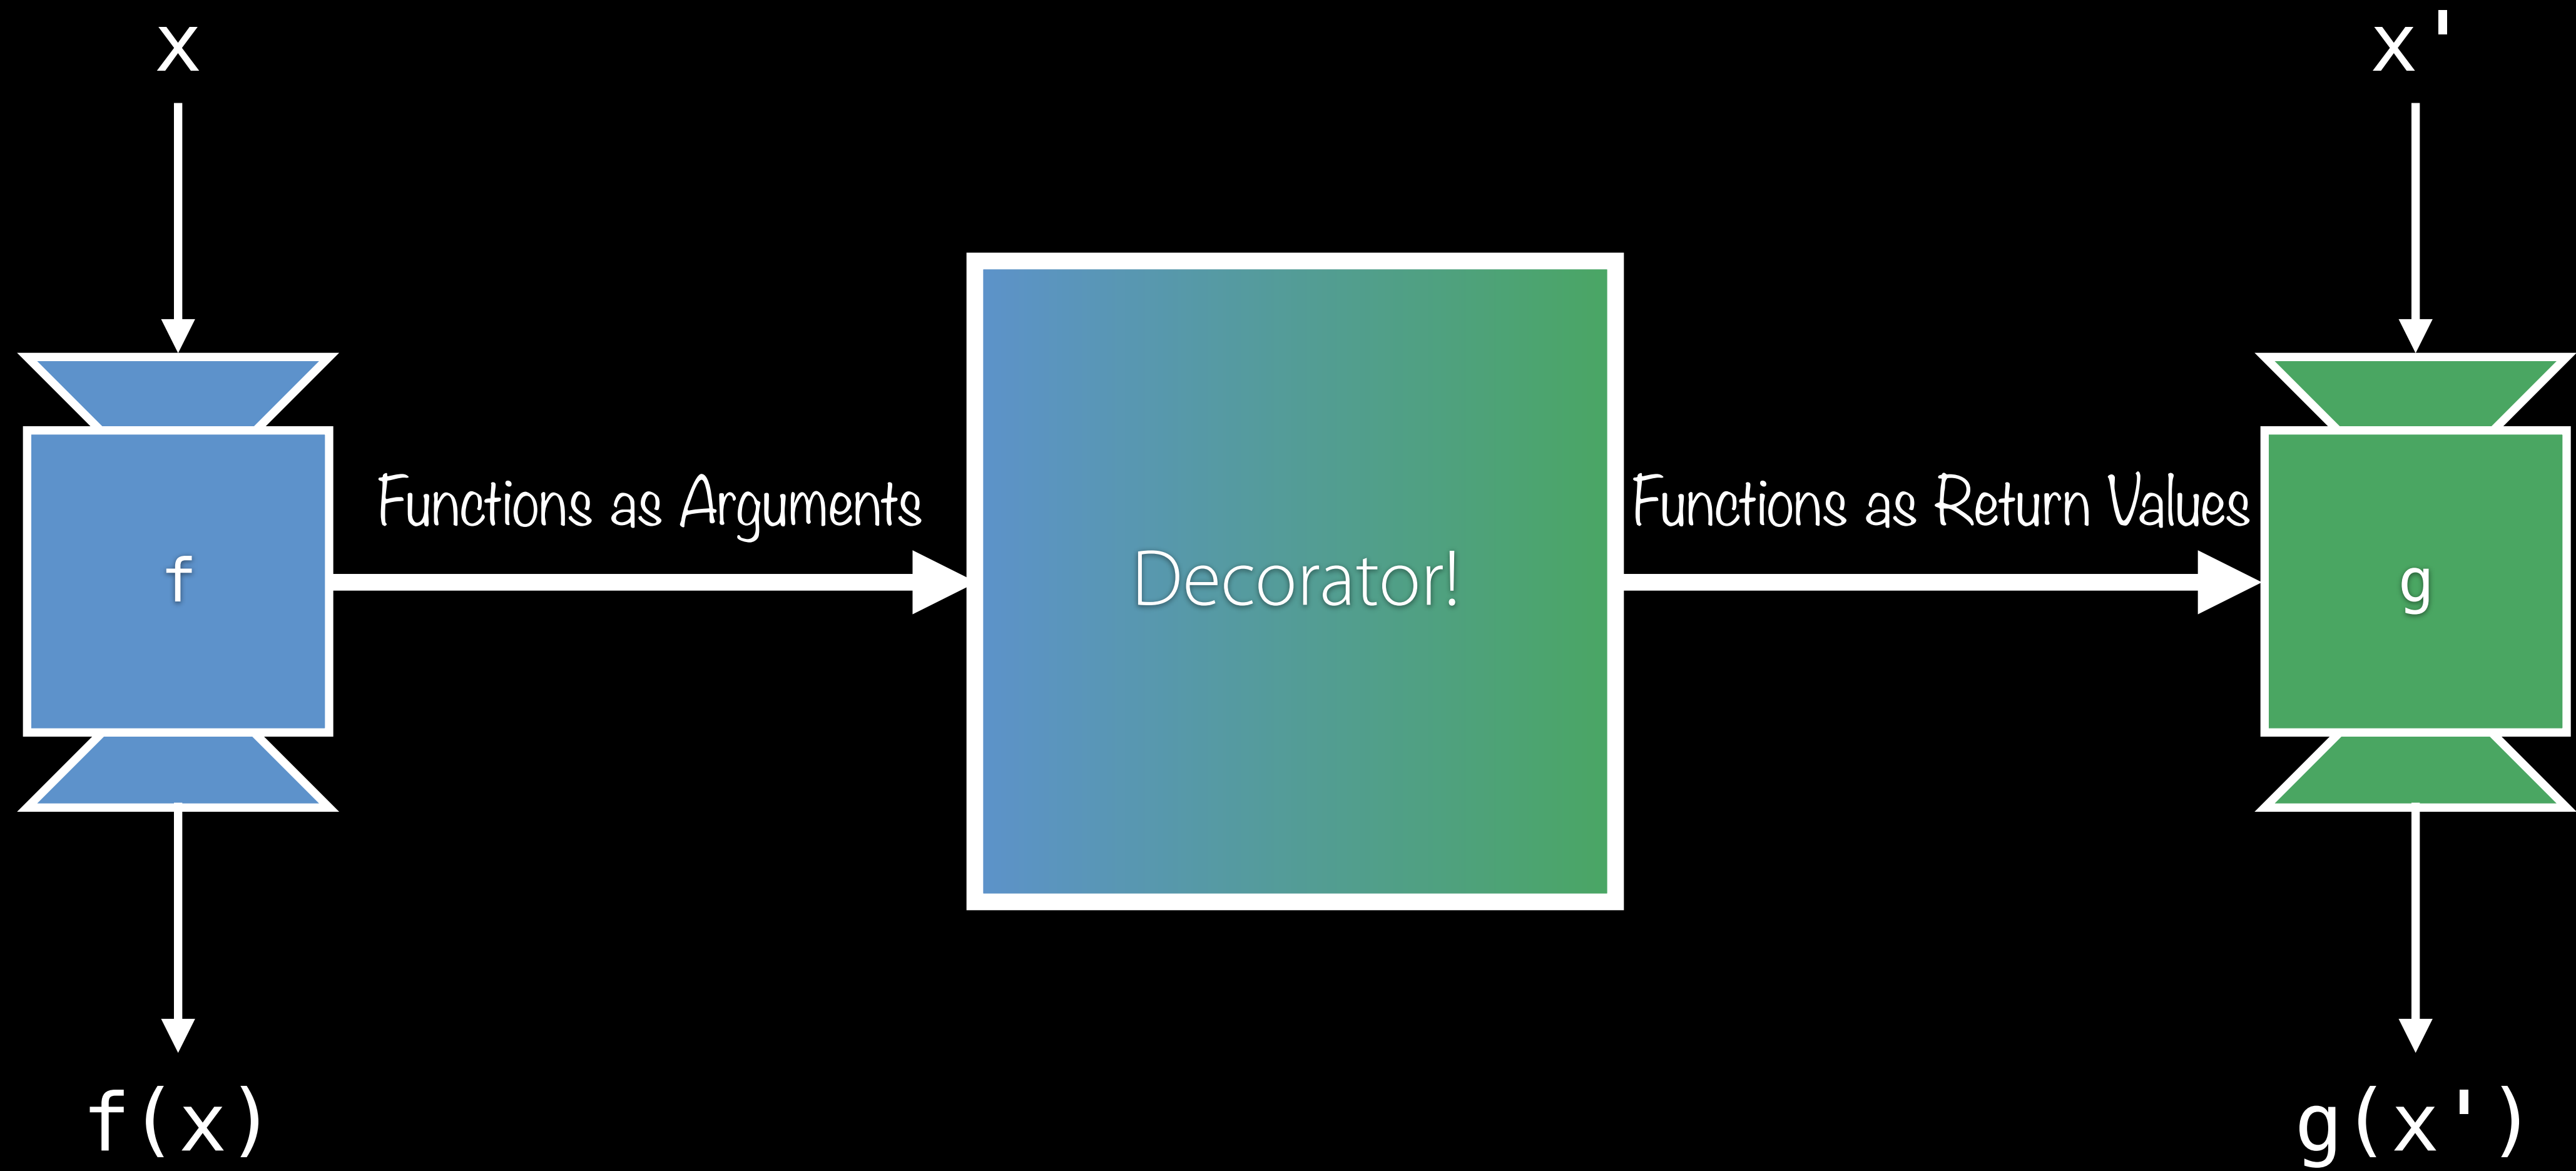 x
x'
Functions as Arguments
Functions as Return Values
f
Decorator!
g
f(x)
g(x')